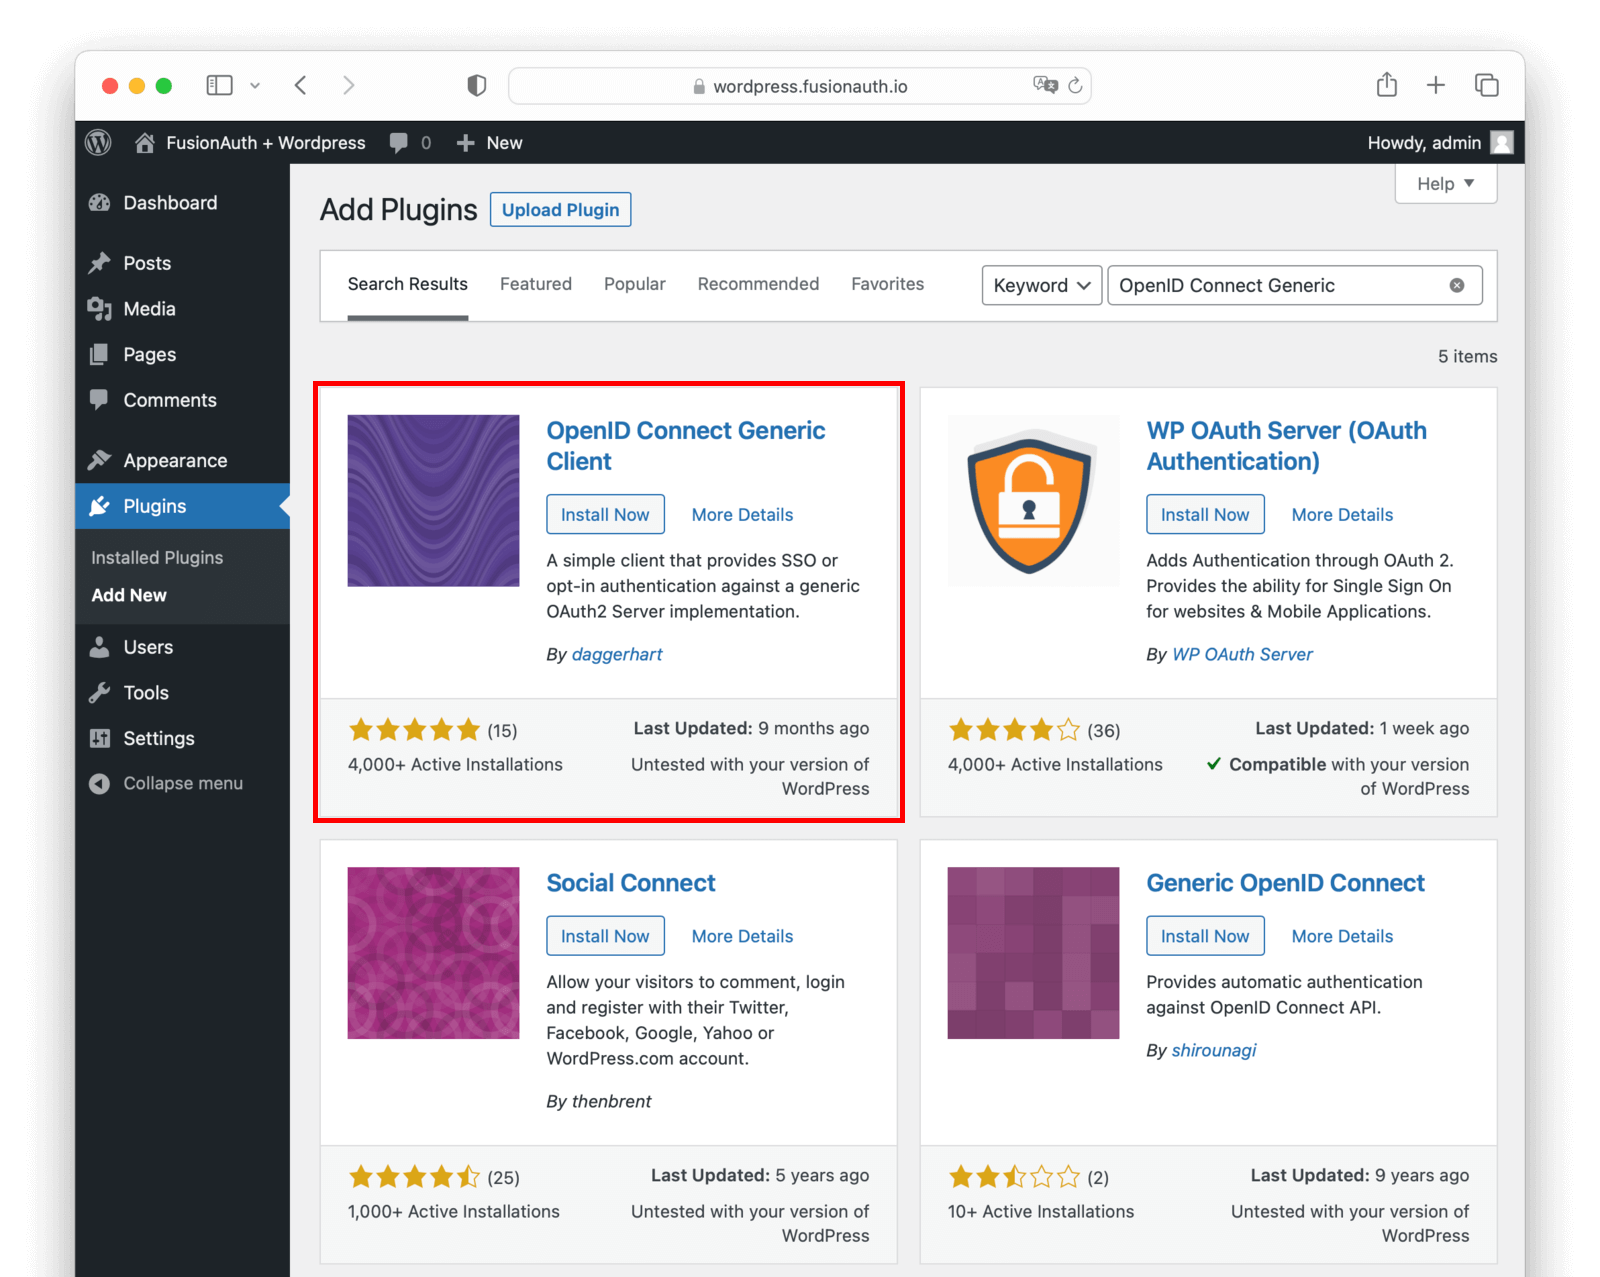 wordpress.fusionauth.io
FusionAuth + Wordpress
0
New
Howdy, admin
Help
Dashboard
Posts
Media
Pages
Comments
Appearance
Plugins
Installed Plugins
Add New
Users
Tools
Settings
Collapse menu
Add Plugins
Upload Plugin
Search Results
Featured
Popular
Recommended
Favorites
Keyword
OpenID Connect Generic
5 items
OpenID Connect Generic
Client
Install Now
More Details
A simple client that provides SSO or
opt-in authentication against a generic
OAuth2 Server implementation.
By daggerhart
(15)
4,000+ Active Installations
Last Updated: 9 months ago
Untested with your version of
WordPress
WP OAuth Server (OAuth
Authentication)
Install Now
More Details
Adds Authentication through OAuth 2.
Provides the ability for Single Sign On
for websites & Mobile Applications.
By WP OAuth Server
(36)
4,000+ Active Installations
Last Updated: 1 week ago
Compatible with your version
of WordPress
Social Connect
Install Now
More Details
Allow your visitors to comment, login
and register with their Twitter,
Facebook, Google, Yahoo or
WordPress.com account.
By thenbrent
(25)
1,000+ Active Installations
Last Updated: 5 years ago
Untested with your version of
WordPress
Generic OpenID Connect
Install Now
More Details
Provides automatic authentication
against OpenID Connect API.
By shirounagi
(2)
10+ Active Installations
Last Updated: 9 years ago
Untested with your version of
WordPress